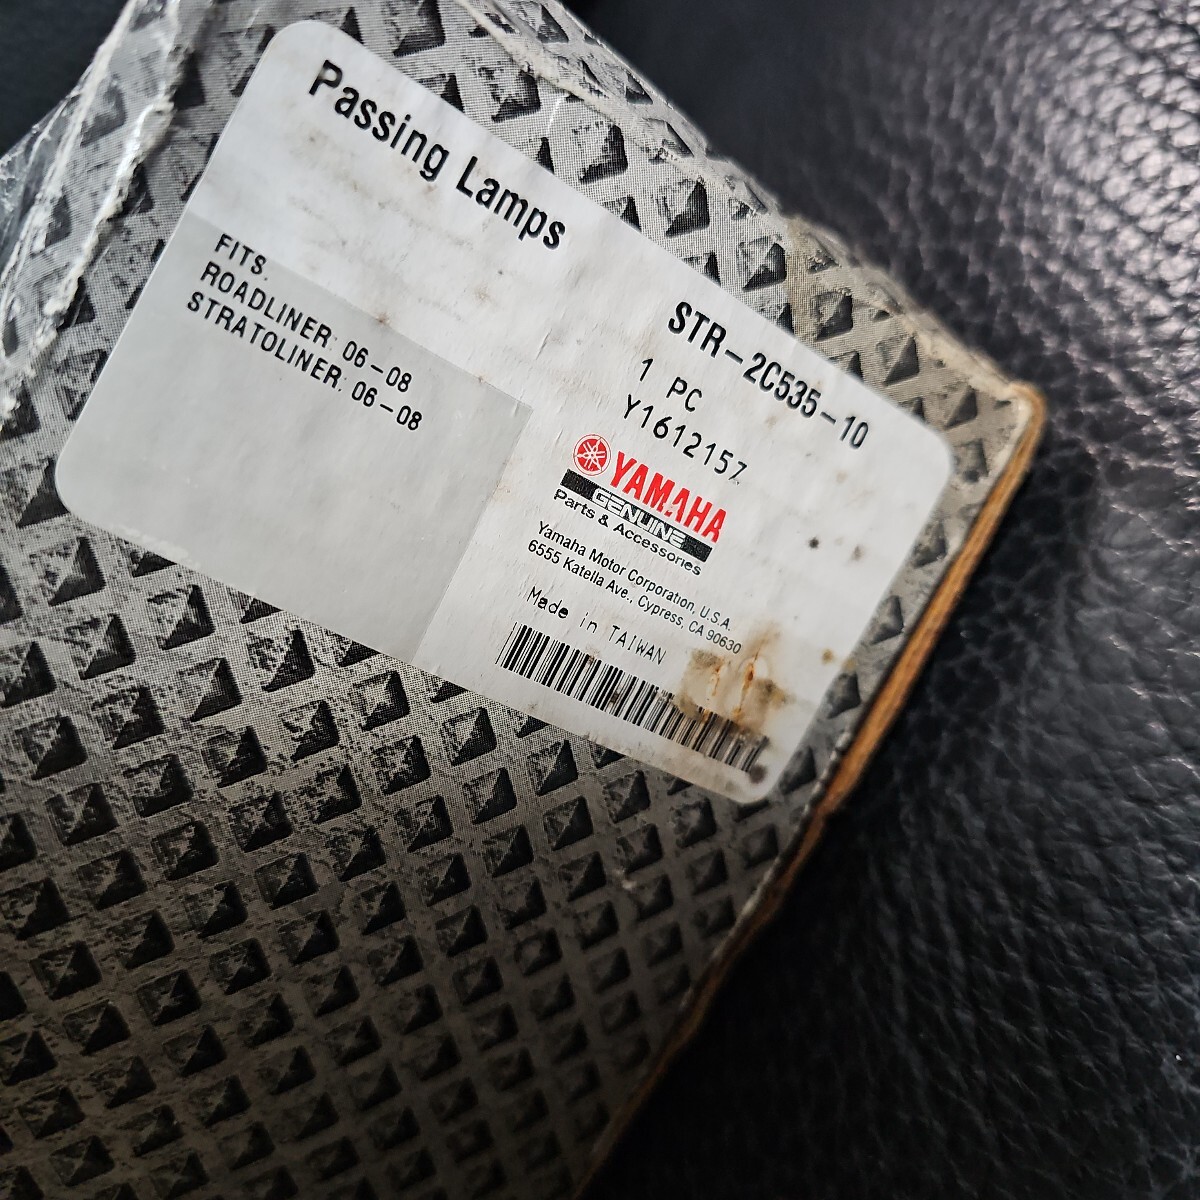 Passing Lamps
FITS.
ROADLINER: 06-08
STRATOLINER: 06-08
STR-2C535-10
1 PC
Y1612157
YAMAHA
GENUINE
Parts & Accessories
Yamaha Motor Corporation, U.S.A.
6555 Katella Ave., Cypress, CA 90630
Made in TAIWAN